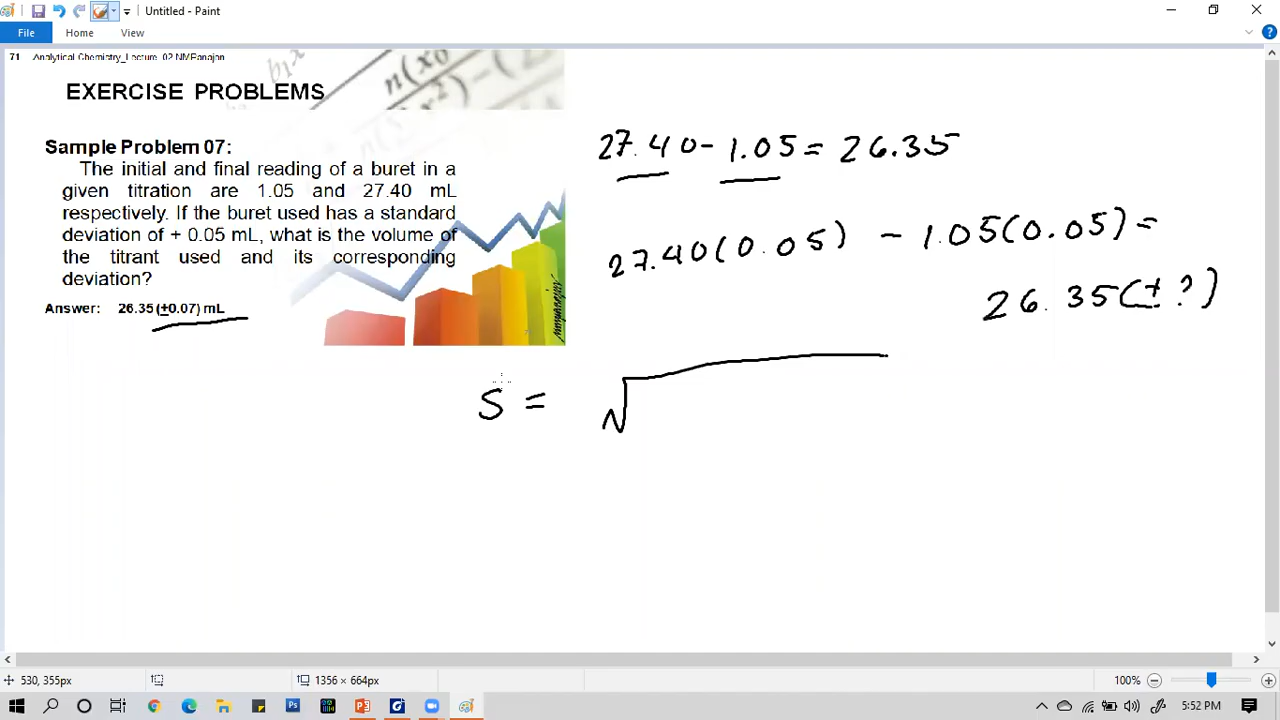 Untitled - Paint
File Home View
71 Analytical Chemistry_Lecture 02 NMPanajon
EXERCISE PROBLEMS
Sample Problem 07:
The initial and final reading of a buret in a
given titration are 1.05 and 27.40 mL
respectively. If the buret used has a standard
deviation of + 0.05 mL, what is the volume of
the titrant used and its corresponding
deviation?
Answer: 26.35 (±0.07) mL
27.40 - 1.05 = 26.35
27.40(0.05) - 1.05(0.05) =
26.35(± ?)
S = √
530, 355px 1356 × 664px 100%
5:52 PM